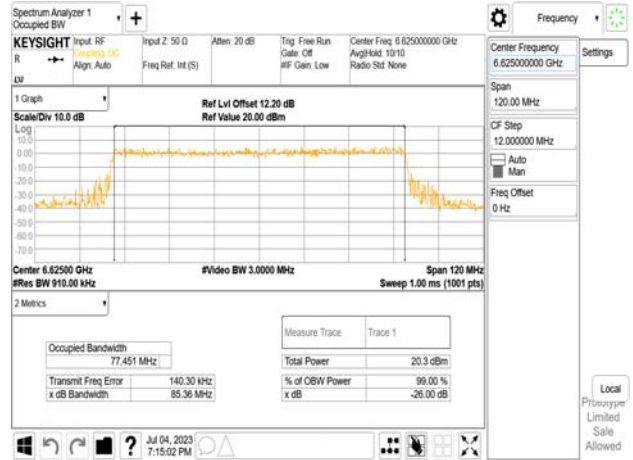 Spectrum Analyzer 1
Occupied BW
Frequency
KEYSIGHT
R
Input: RF
Coupling: DC
Align: Auto
Input Z: 50 Ω
Freq Ref: Int (S)
Atten: 20 dB
Trig: Free Run
Gate: Off
#IF Gain: Low
Center Freq: 6.625000000 GHz
Avg|Hold: 10/10
Radio Std: None
Center Frequency
6.625000000 GHz
Settings
Span
120.00 MHz
CF Step
12.000000 MHz
Auto
Man
Freq Offset
0 Hz
1 Graph
Scale/Div 10.0 dB
Ref Lvl Offset 12.20 dB
Ref Value 20.00 dBm
Log
10.0
0.00
-10.0
-20.0
-30.0
-40.0
-50.0
-60.0
-70.0
Center 6.62500 GHz
#Res BW 910.00 kHz
#Video BW 3.0000 MHz
Span 120 MHz
Sweep 1.00 ms (1001 pts)
2 Metrics
Measure Trace
Trace 1
Occupied Bandwidth
77.451 MHz
Total Power
20.3 dBm
Transmit Freq Error
140.30 kHz
% of OBW Power
99.00 %
x dB Bandwidth
85.36 MHz
x dB
-26.00 dB
Local
Prototype
Limited
Sale
Allowed
?
Jul 04, 2023
7:15:02 PM